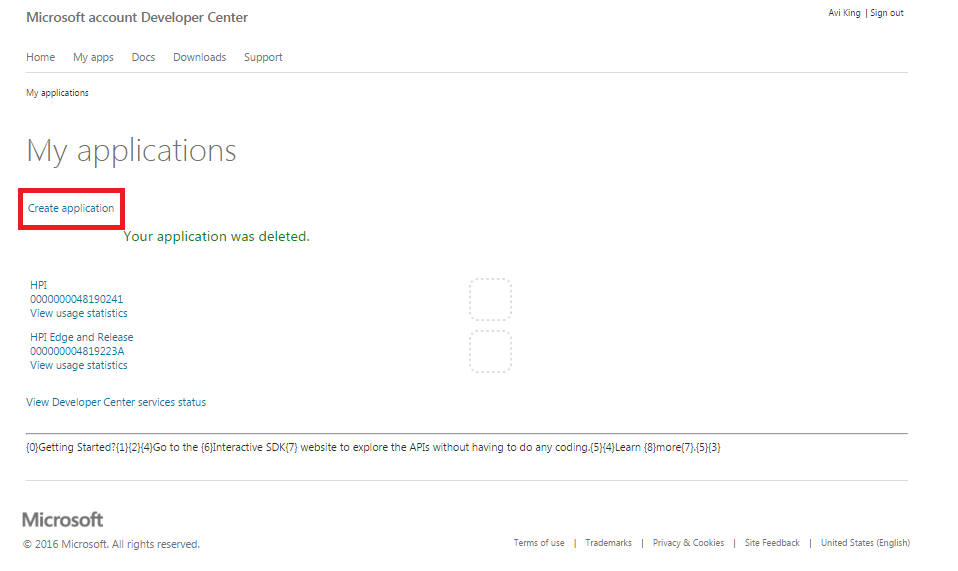 Microsoft account Developer Center
Avi King | Sign out
Home My apps Docs Downloads Support
My applications
My applications
Create application
Your application was deleted.
HPI
0000000048190241
View usage statistics
HPI Edge and Release
000000004819223A
View usage statistics
View Developer Center services status
{0}Getting Started?{1}{2}{4}Go to the {6}Interactive SDK{7} website to explore the APIs without having to do any coding.{5}{4}Learn {8}more{7}.{5}{3}
Microsoft
© 2016 Microsoft. All rights reserved.
Terms of use | Trademarks | Privacy & Cookies | Site Feedback | United States (English)